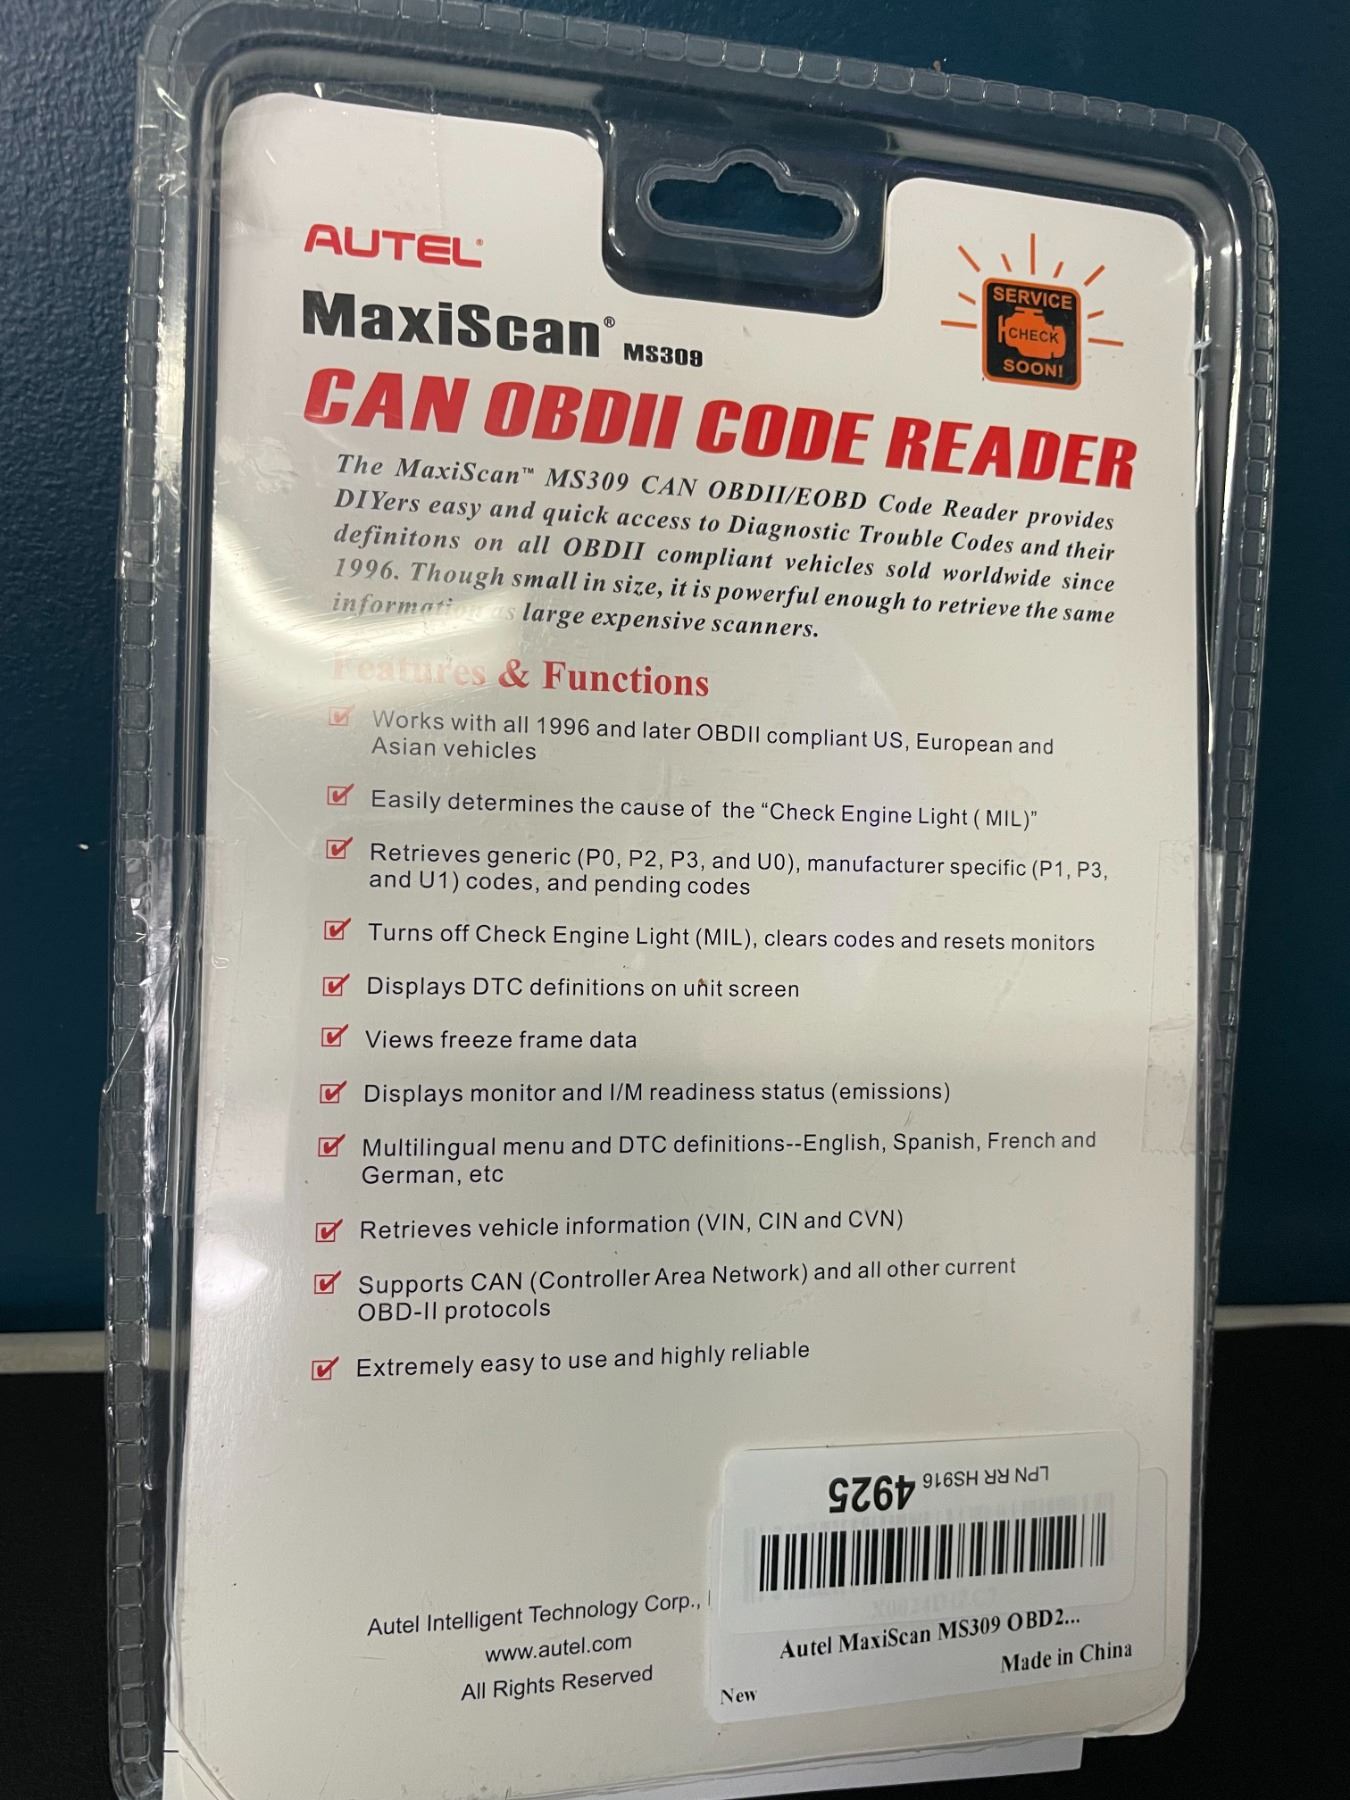 AUTEL®
SERVICE
CHECK
SOON!
MaxiScan® MS309
CAN OBDII CODE READER
The MaxiScan™ MS309 CAN OBDII/EOBD Code Reader provides
DIYers easy and quick access to Diagnostic Trouble Codes and their
definitons on all OBDII compliant vehicles sold worldwide since
1996. Though small in size, it is powerful enough to retrieve the same
information as large expensive scanners.
Features & Functions
Works with all 1996 and later OBDII compliant US, European and
Asian vehicles
Easily determines the cause of the “Check Engine Light ( MIL)”
Retrieves generic (P0, P2, P3, and U0), manufacturer specific (P1, P3,
and U1) codes, and pending codes
Turns off Check Engine Light (MIL), clears codes and resets monitors
Displays DTC definitions on unit screen
Views freeze frame data
Displays monitor and I/M readiness status (emissions)
Multilingual menu and DTC definitions--English, Spanish, French and
German, etc
Retrieves vehicle information (VIN, CIN and CVN)
Supports CAN (Controller Area Network) and all other current
OBD-II protocols
Extremely easy to use and highly reliable
LPN RR HS916 4925
Autel Intelligent Technology Corp.,
www.autel.com
All Rights Reserved
Autel MaxiScan MS309 OBD2...
Made in China
New